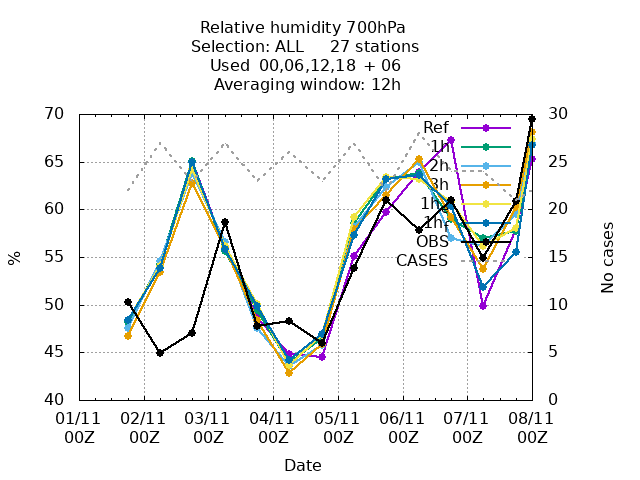 Relative humidity 700hPa
Selection: ALL 27 stations
Used 00,06,12,18 + 06
Averaging window: 12h
70
65
60
55
50
45
40
%
30
25
20
15
10
5
0
No cases
Ref
1h
2h
3h
OBS
CASES
01/11 02/11 03/11 04/11 05/11 06/11 07/11 08/11
00Z 00Z 00Z 00Z 00Z 00Z 00Z 00Z
Date